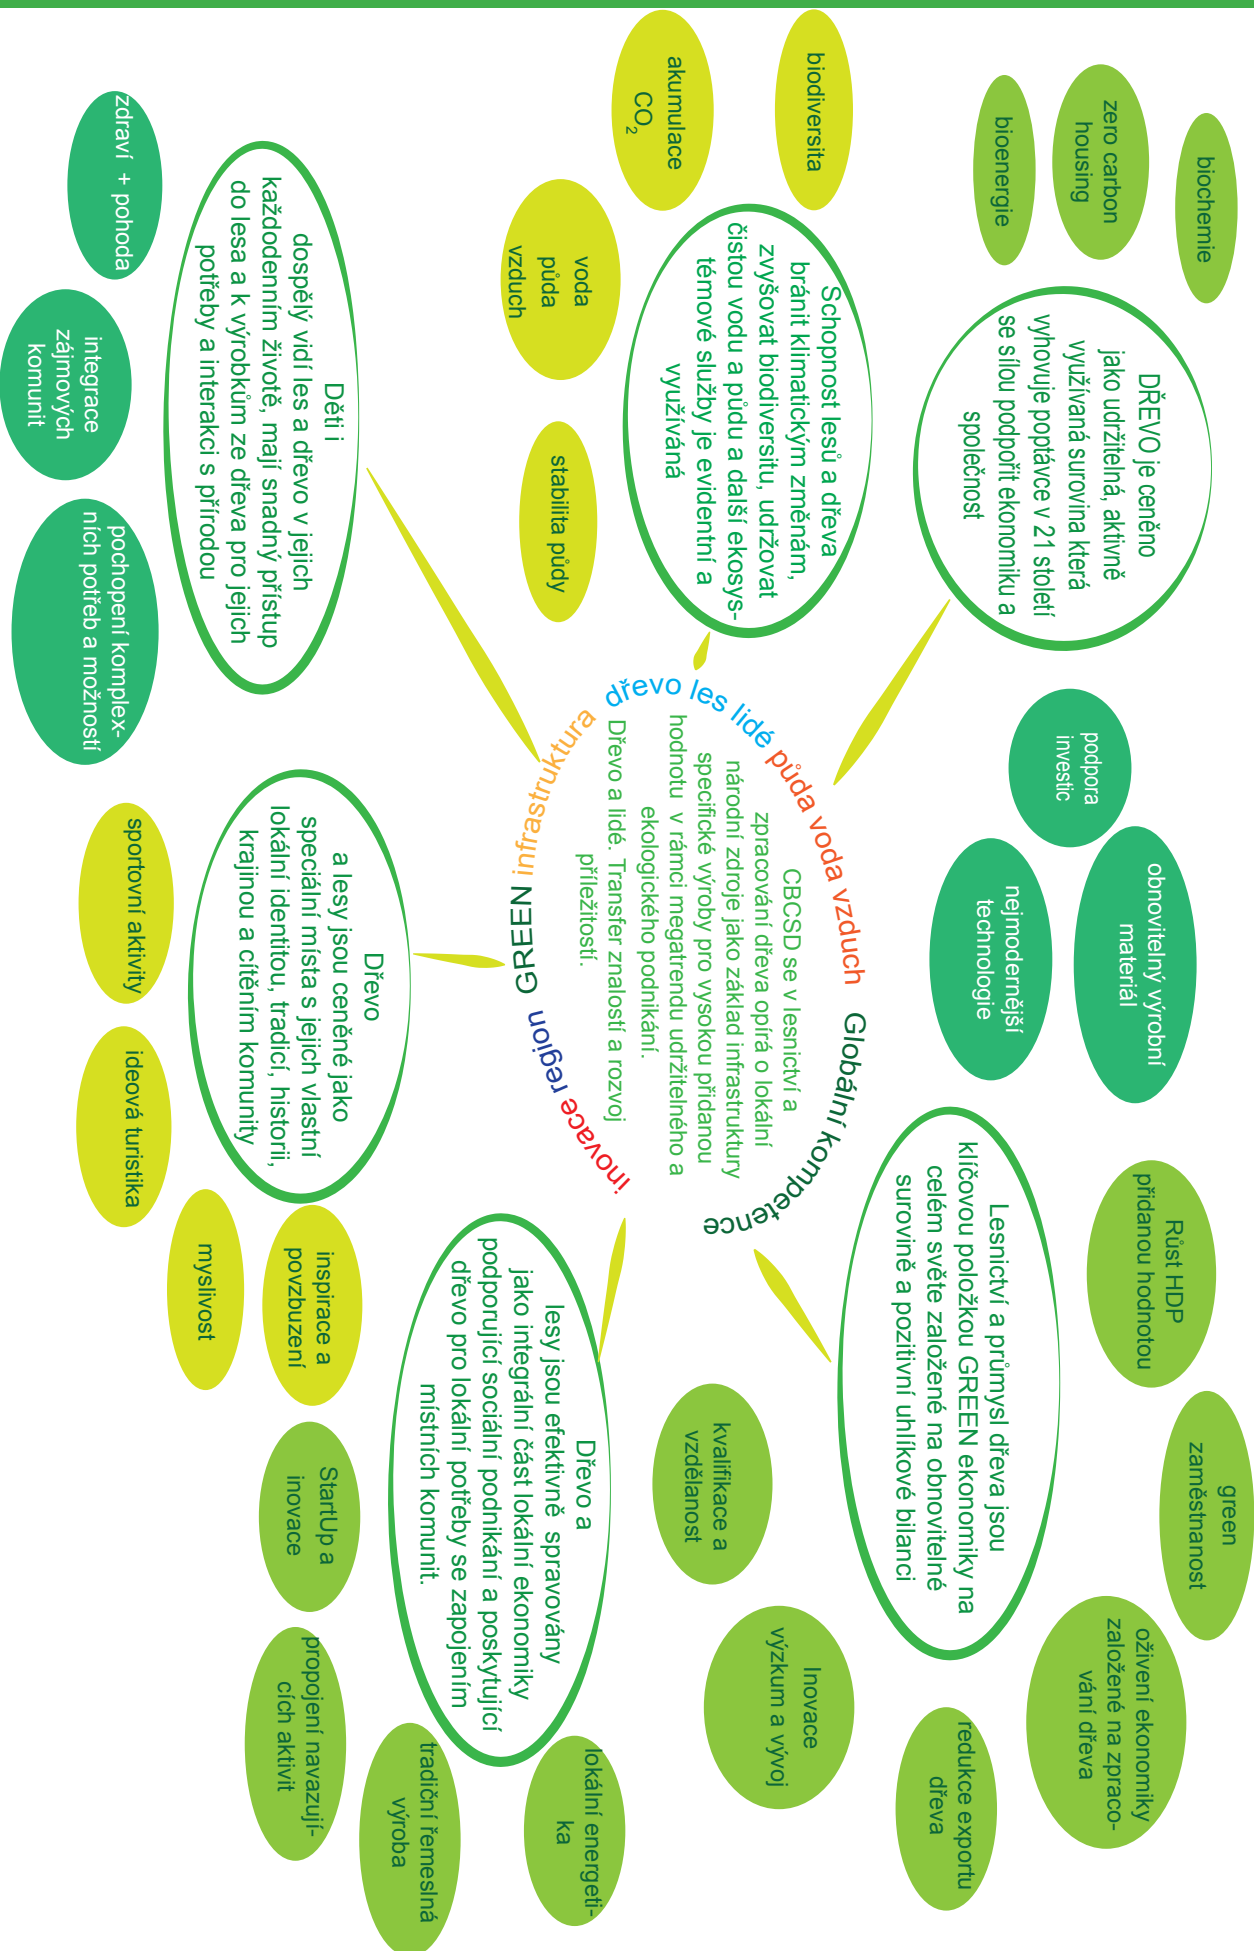 biochemie
zero carbon
housing
bioenergie
DŘEVO je ceněno
jako udržitelná, aktivně
využívaná surovina která
vyhovuje poptávce v 21 století
se sílou podpořit ekonomiku a
společnost
podpora
investic
obnovitelný výrobní
materiál
nejmodernější
technologie
Růst HDP
přidanou hodnotou
green
zaměstnanost
oživení ekonomiky
založené na zpraco-
vání dřeva
redukce exportu
dřeva
Lesnictví a průmysl dřeva jsou
klíčovou položkou GREEN ekonomiky na
celém světe založené na obnovitelné
surovině a pozitivní uhlíkové bilanci
Inovace
výzkum a vývoj
kvalifikace a
vzdělanost
biodiversita
akumulace
CO₂
voda
půda
vzduch
stabilita půdy
Schopnost lesů a dřeva
bránit klimatickým změnám,
zvyšovat biodiversitu, udržovat
čistou vodu a půdu a další ekosys-
témové služby je evidentní a
využíváná
dřevo les lidé půda voda vzduch Globální kompetence
CBCSD se v lesnictví a
zpracování dřeva opírá o lokální
národní zdroje jako základ infrastruktury
specifické výroby pro vysokou přidanou
hodnotu v rámci megatrendu udržitelného a
ekologického podnikání.
Dřevo a lidé. Transfer znalostí a rozvoj
příležitostí.
infrastruktura GREEN region inovace
Děti i
dospělý vidí les a dřevo v jejich
každodenním životě, mají snadný přístup
do lesa a k výrobkům ze dřeva pro jejich
potřeby a interakci s přírodou
zdraví + pohoda
integrace
zájmových
komunit
pochopení komplex-
ních potřeb a možností
Dřevo
a lesy jsou ceněné jako
speciální místa s jejich vlastní
lokální identitou, tradicí, historii,
krajinou a cítěním komunity
sportovní aktivity
ideová turistika
myslivost
inspirace a
povzbuzení
Dřevo a
lesy jsou efektivně spravovány
jako integrální část lokální ekonomiky
podporující sociální podnikání a poskytující
dřevo pro lokální potřeby se zapojením
místních komunit.
StartUp a
inovace
propojení navazují-
cích aktivit
tradiční řemeslná
výroba
lokální energeti-
ka